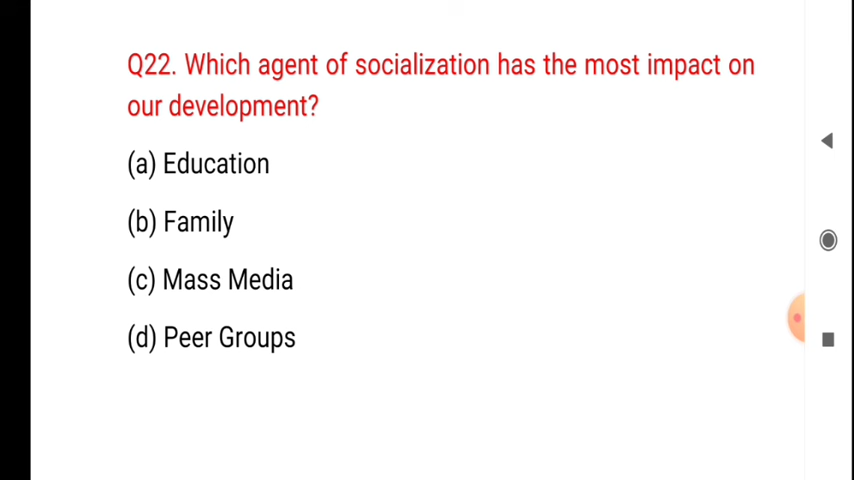 Q22. Which agent of socialization has the most impact on
our development?
(a) Education
(b) Family
(c) Mass Media
(d) Peer Groups